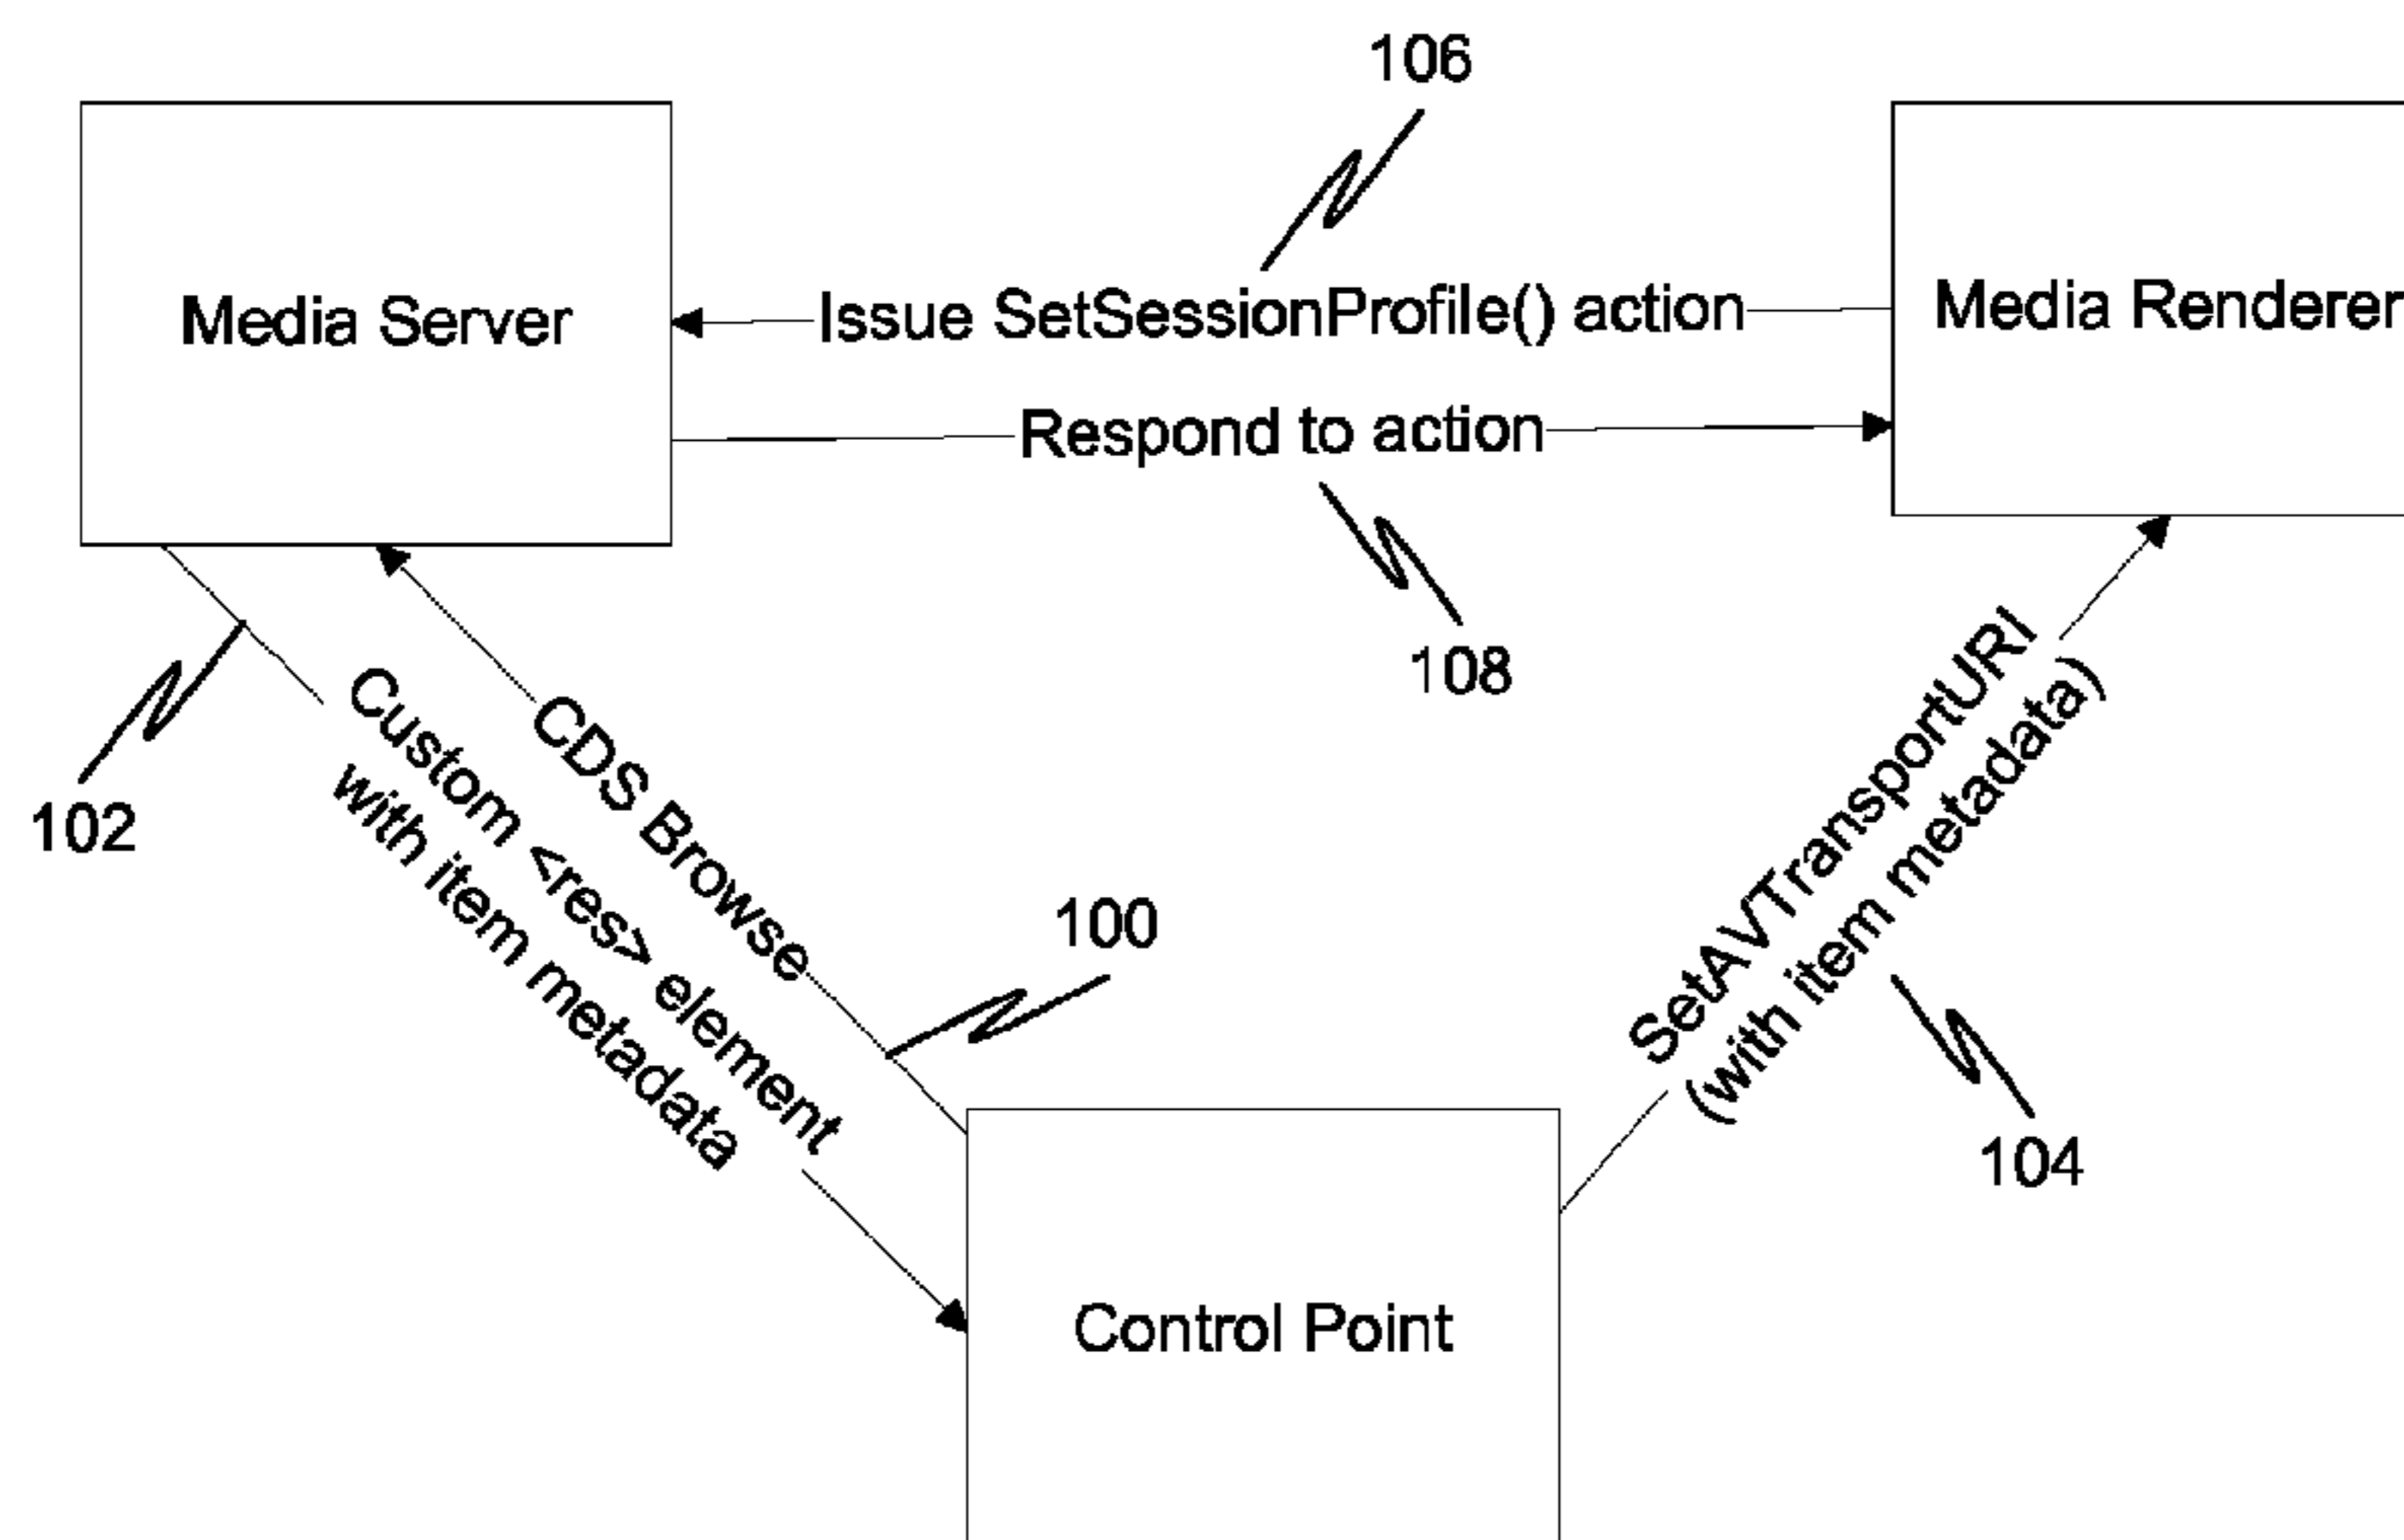 106
Media Server
Issue SetSessionProfile() action
Media Renderer
Respond to action
108
102
Custom <res> element
with item metadata
CDS Browse
100
SetAVTransportURI
(with item metadata)
104
Control Point